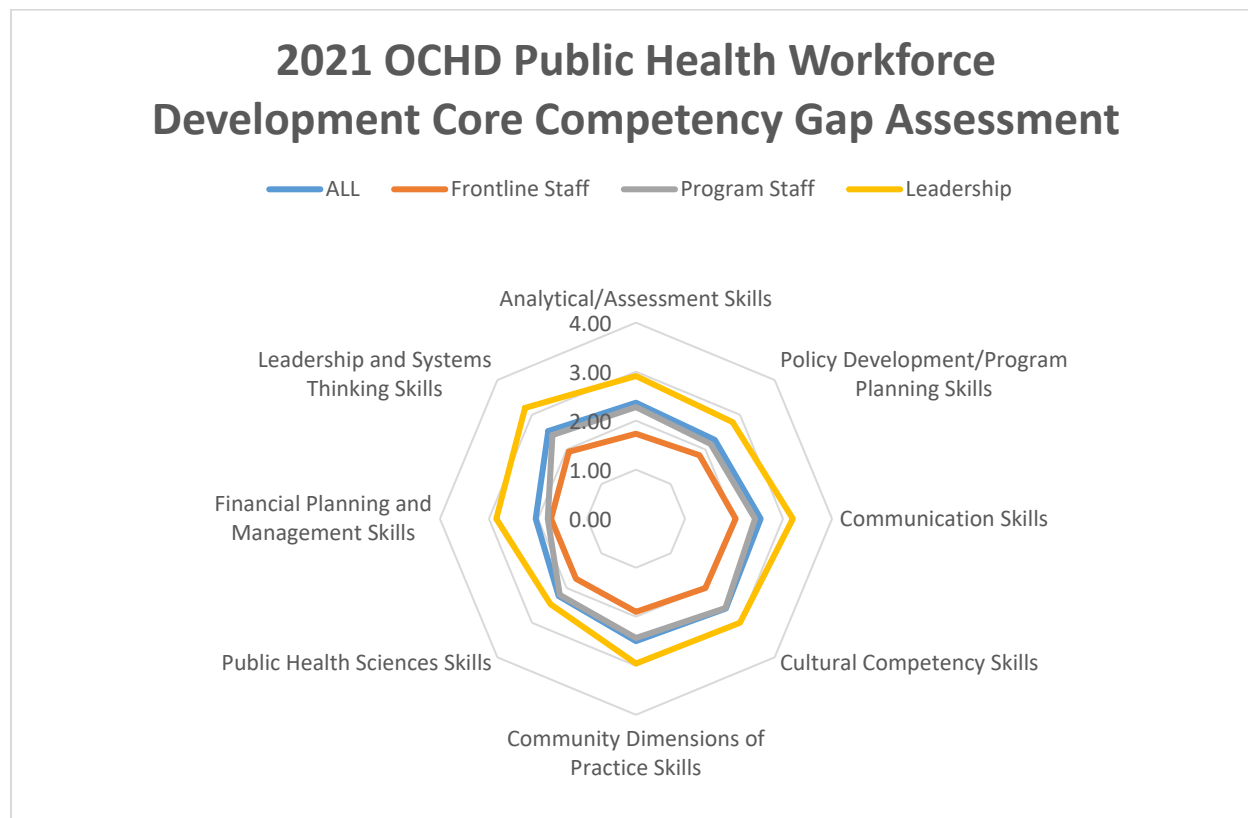 2021 OCHD Public Health Workforce
Development Core Competency Gap Assessment
ALL Frontline Staff Program Staff Leadership
Analytical/Assessment Skills
4.00
Leadership and Systems
Thinking Skills
Policy Development/Program
Planning Skills
3.00
2.00
1.00
Financial Planning and
Management Skills
0.00
Communication Skills
Public Health Sciences Skills
Cultural Competency Skills
Community Dimensions of
Practice Skills